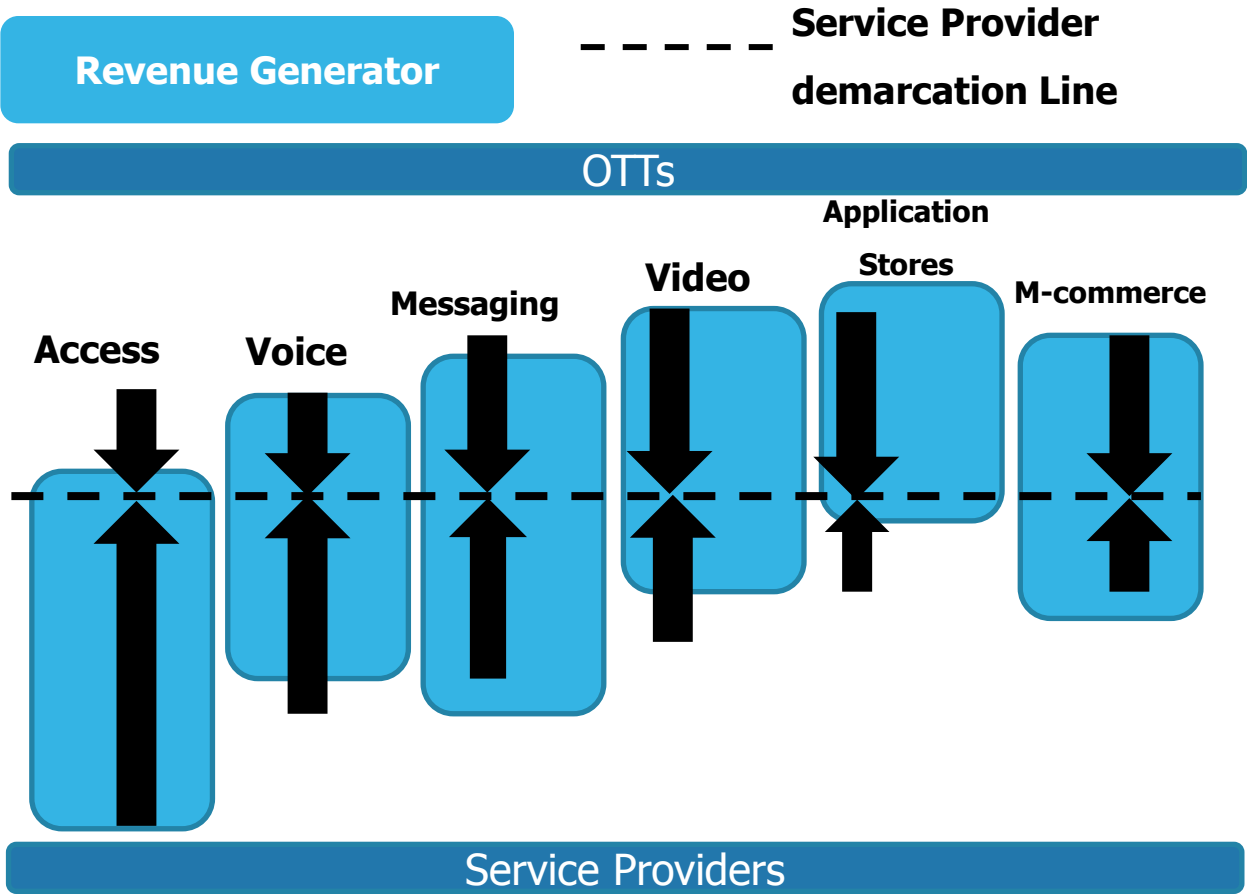 Revenue Generator
Service Provider
demarcation Line
OTTs
Application
Stores
Video
M-commerce
Messaging
Access
Voice
Service Providers